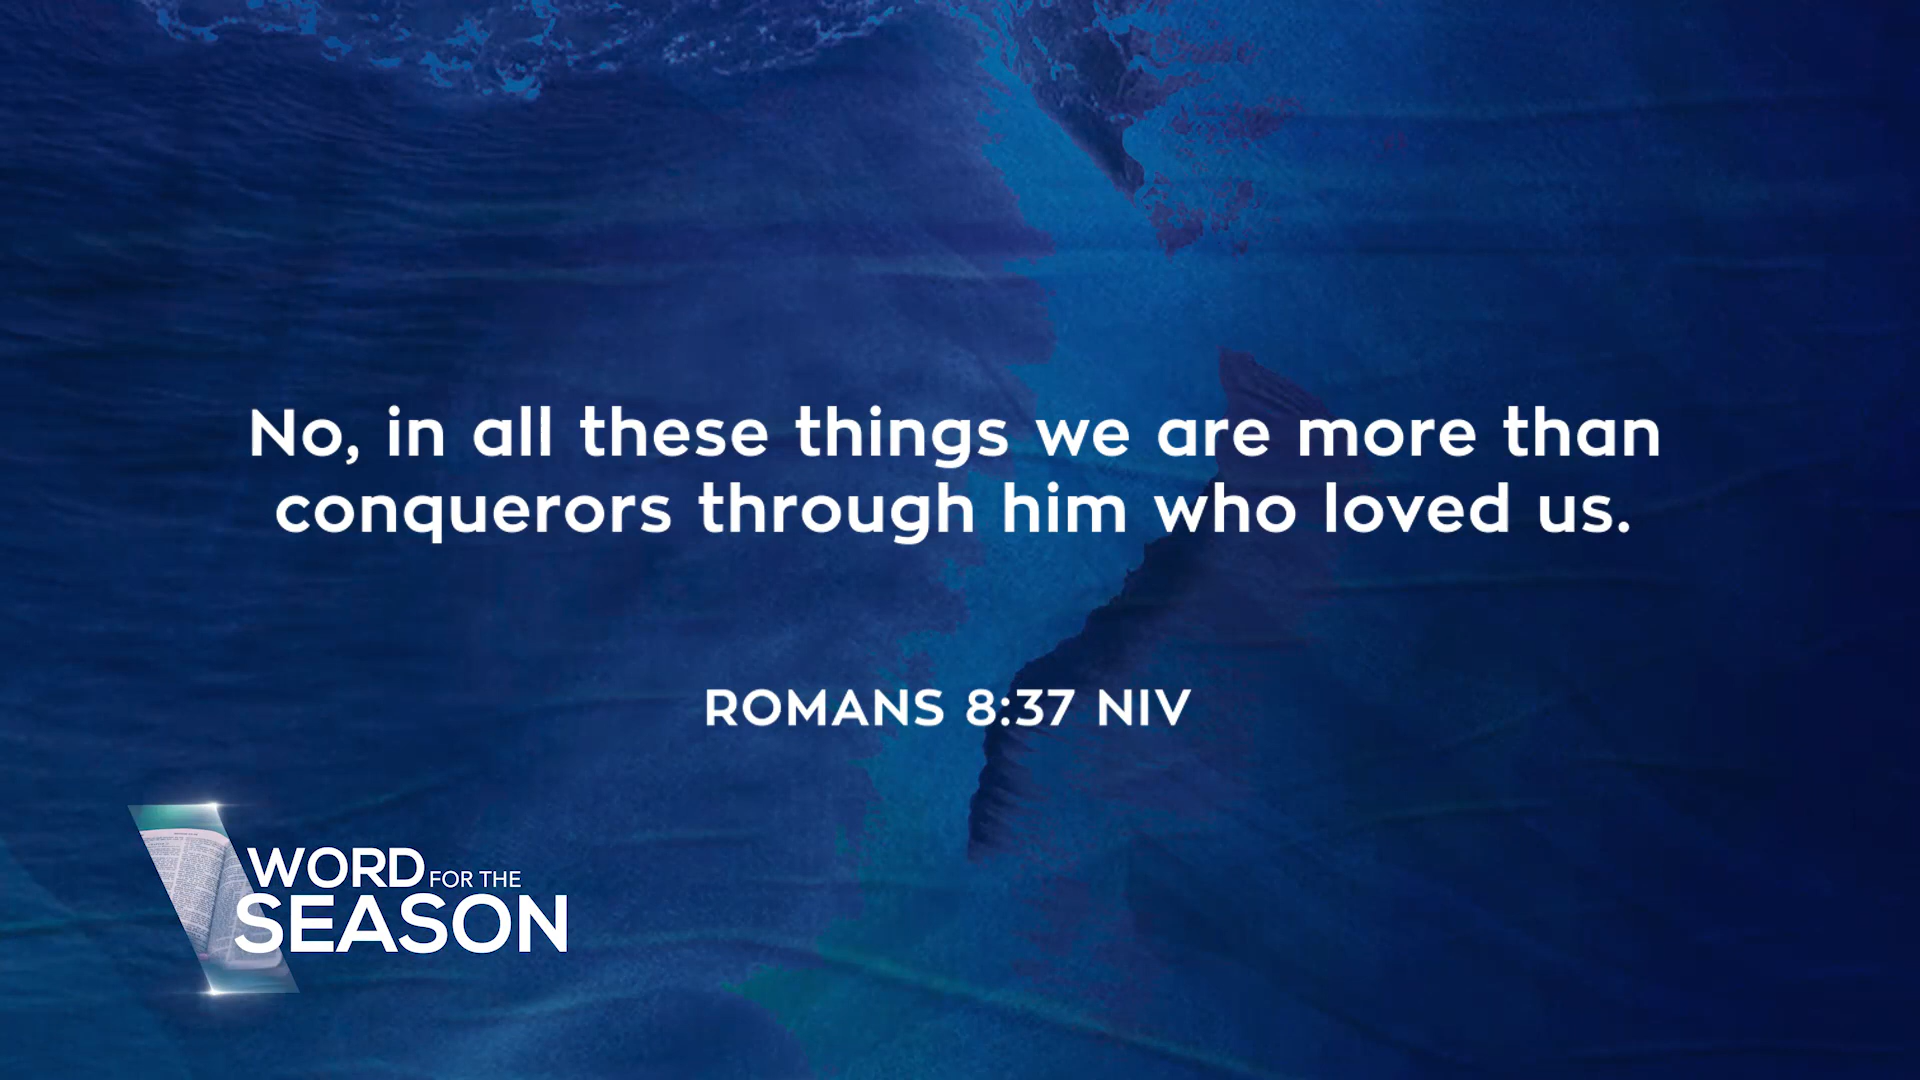 No, in all these things we are more than
conquerors through him who loved us.
ROMANS 8:37 NIV
WORD FOR THE
SEASON